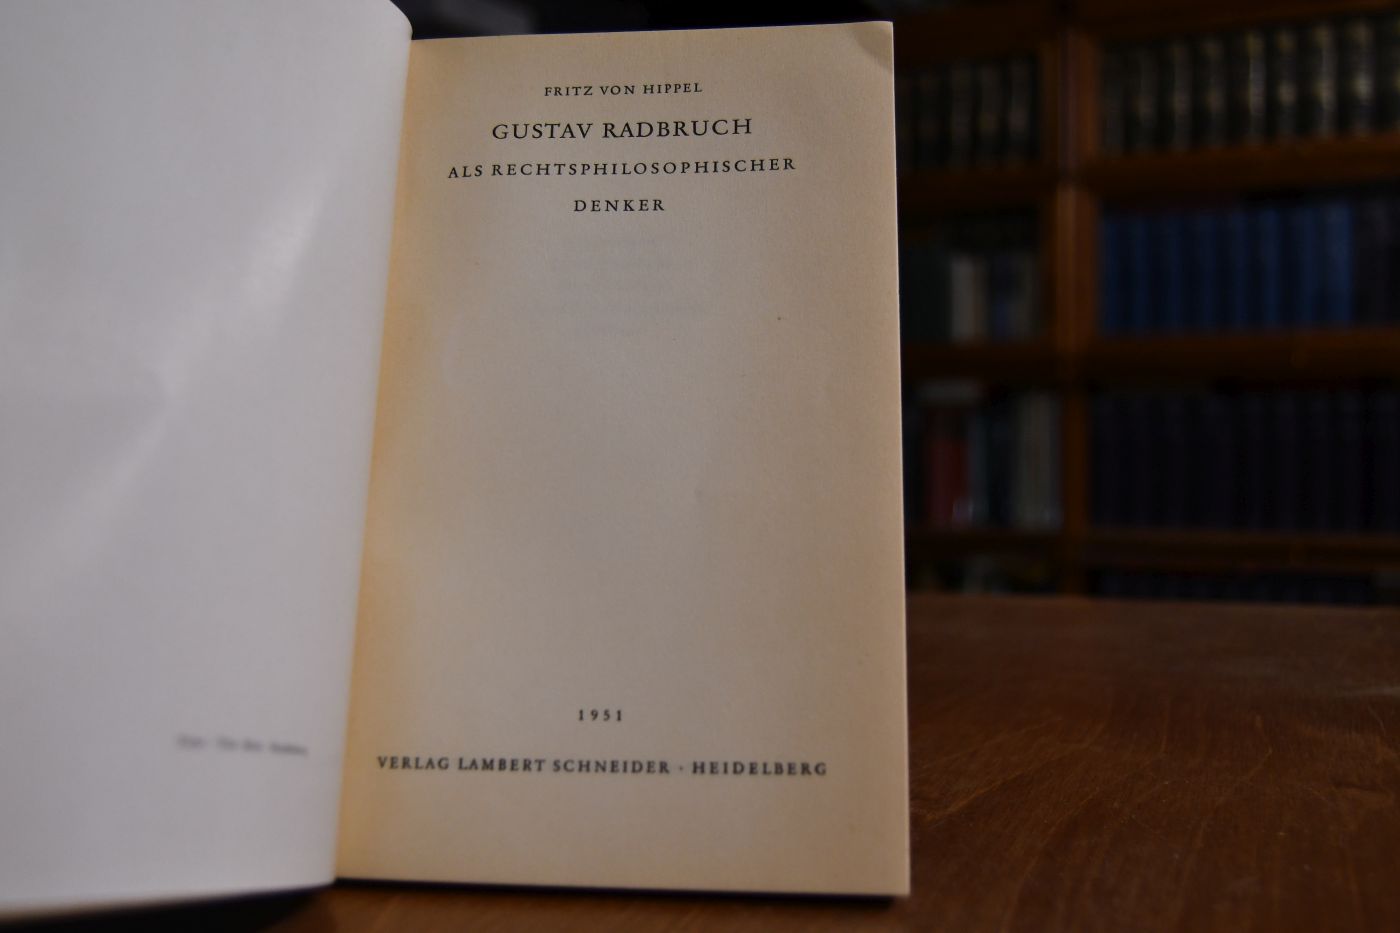 FRITZ VON HIPPEL
GUSTAV RADBRUCH
ALS RECHTSPHILOSOPHISCHER
DENKER
1951
VERLAG LAMBERT SCHNEIDER · HEIDELBERG